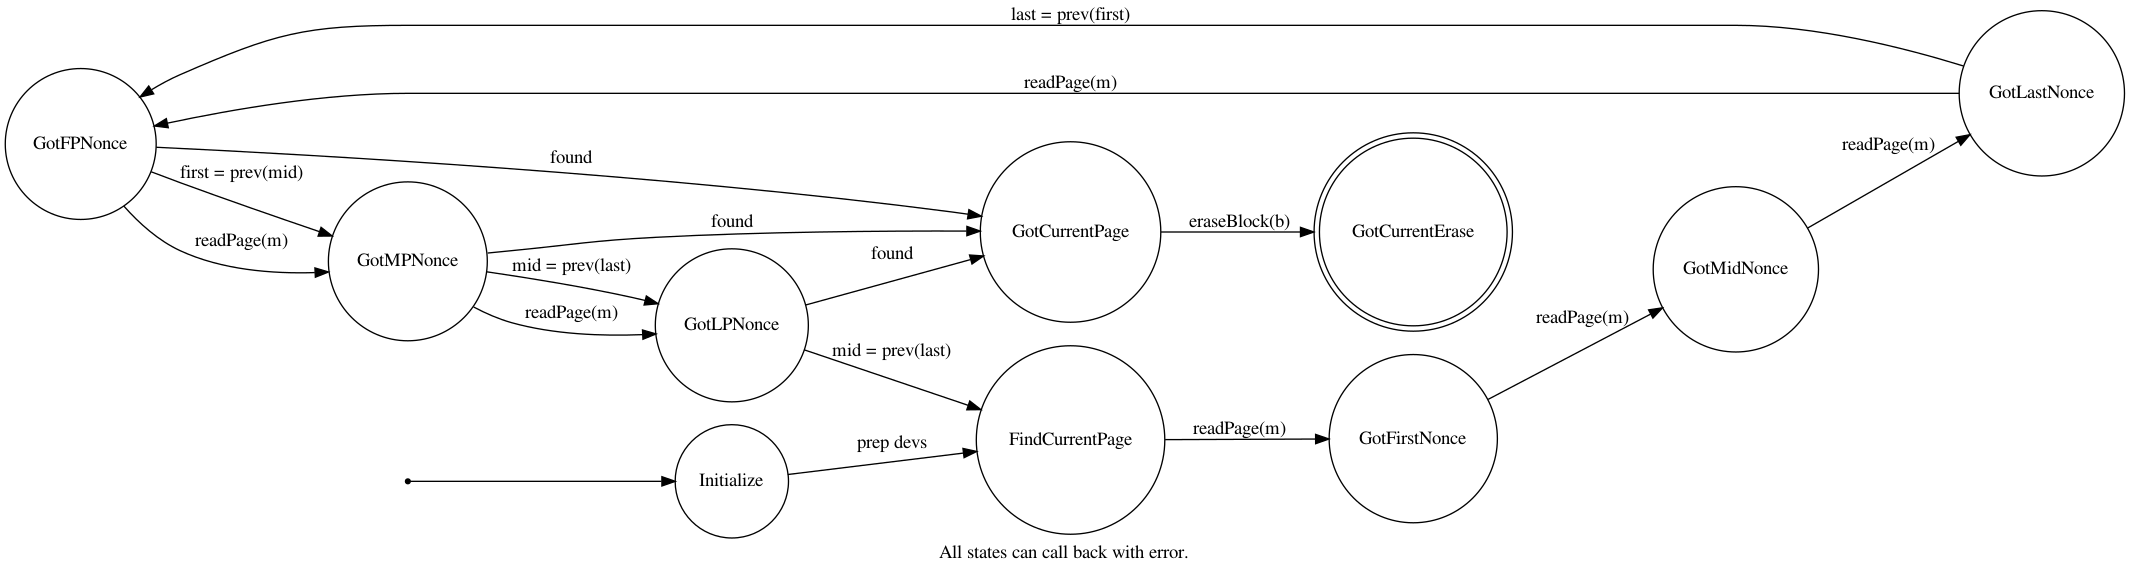 last = prev(first)
readPage(m)
GotLastNonce
GotFPNonce
readPage(m)
found
first = prev(mid)
readPage(m)
found
GotMPNonce
mid = prev(last)
readPage(m)
GotLPNonce
found
GotCurrentPage
eraseBlock(b)
GotCurrentErase
GotMidNonce
readPage(m)
mid = prev(last)
prep devs
FindCurrentPage
readPage(m)
GotFirstNonce
Initialize
All states can call back with error.